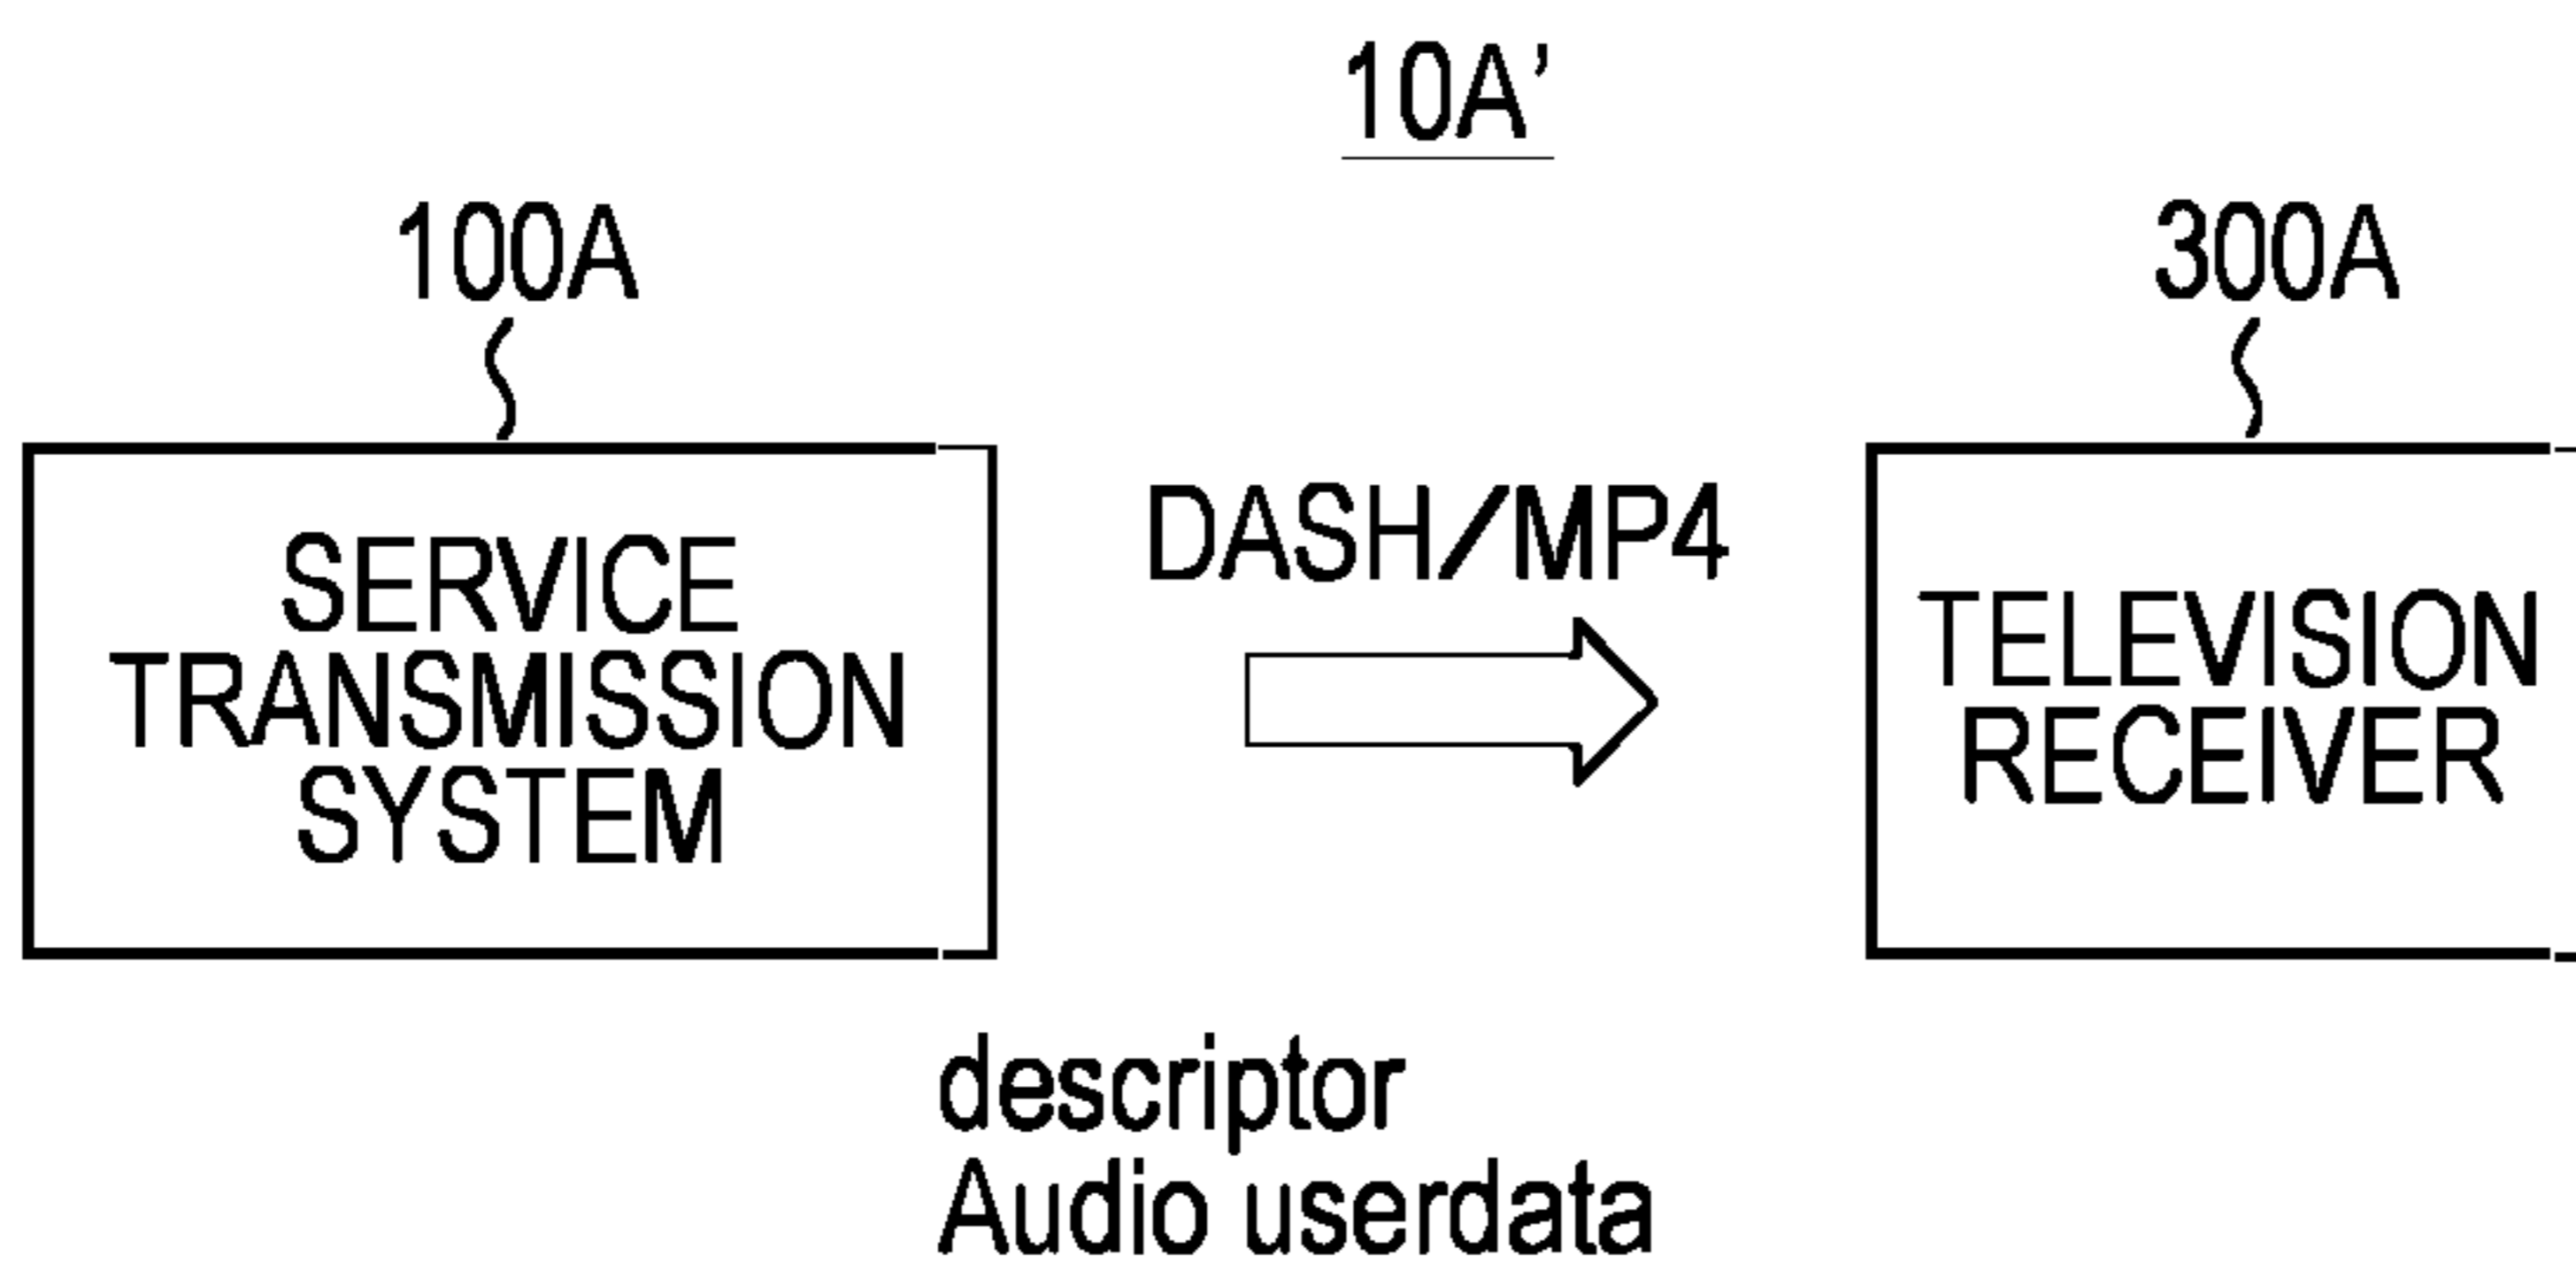 10A’
100A
300A
SERVICE
TRANSMISSION
SYSTEM
DASH/MP4
TELEVISION
RECEIVER
descriptor
Audio userdata